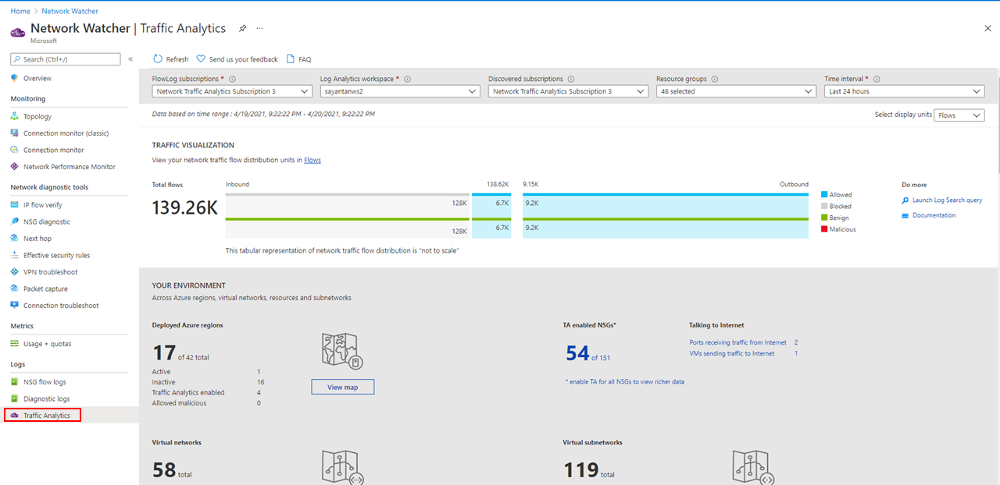 Home > Network Watcher
Network Watcher | Traffic Analytics ...
Microsoft
Search (Ctrl+/)
«
Overview
Monitoring
Topology
Connection monitor (classic)
Connection monitor
Network Performance Monitor
Network diagnostic tools
IP flow verify
NSG diagnostic
Next hop
Effective security rules
VPN troubleshoot
Packet capture
Connection troubleshoot
Metrics
Usage + quotas
Logs
NSG flow logs
Diagnostic logs
Traffic Analytics
Refresh Send us your feedback FAQ
FlowLog subscriptions * Log Analytics workspace * Discovered subscriptions Resource groups Time interval *
Network Traffic Analytics Subscription 3 sayantanws2 Network Traffic Analytics Subscription 3 46 selected Last 24 hours
Data based on time range : 4/19/2021, 9:22:22 PM - 4/20/2021, 9:22:22 PM
Select display units Flows
TRAFFIC VISUALIZATION
View your network traffic flow distribution units in Flows
Total flows
139.26K
Inbound 138.62K 9.15K Outbound
128K 6.7K 9.2K
128K 6.7K 9.2K
Allowed
Blocked
Benign
Malicious
Do more
Launch Log Search query
Documentation
This tabular representation of network traffic flow distribution is "not to scale"
YOUR ENVIRONMENT
Across Azure regions, virtual networks, resources and subnetworks
Deployed Azure regions
17 of 42 total
Active 1
Inactive 16
Traffic Analytics enabled 4
Allowed malicious 0
View map
TA enabled NSGs*
54 of 151
* enable TA for all NSGs to view richer data
Talking to Internet
Ports receiving traffic from Internet 2
VMs sending traffic to Internet 1
Virtual networks
58 total
Virtual subnetworks
119 total